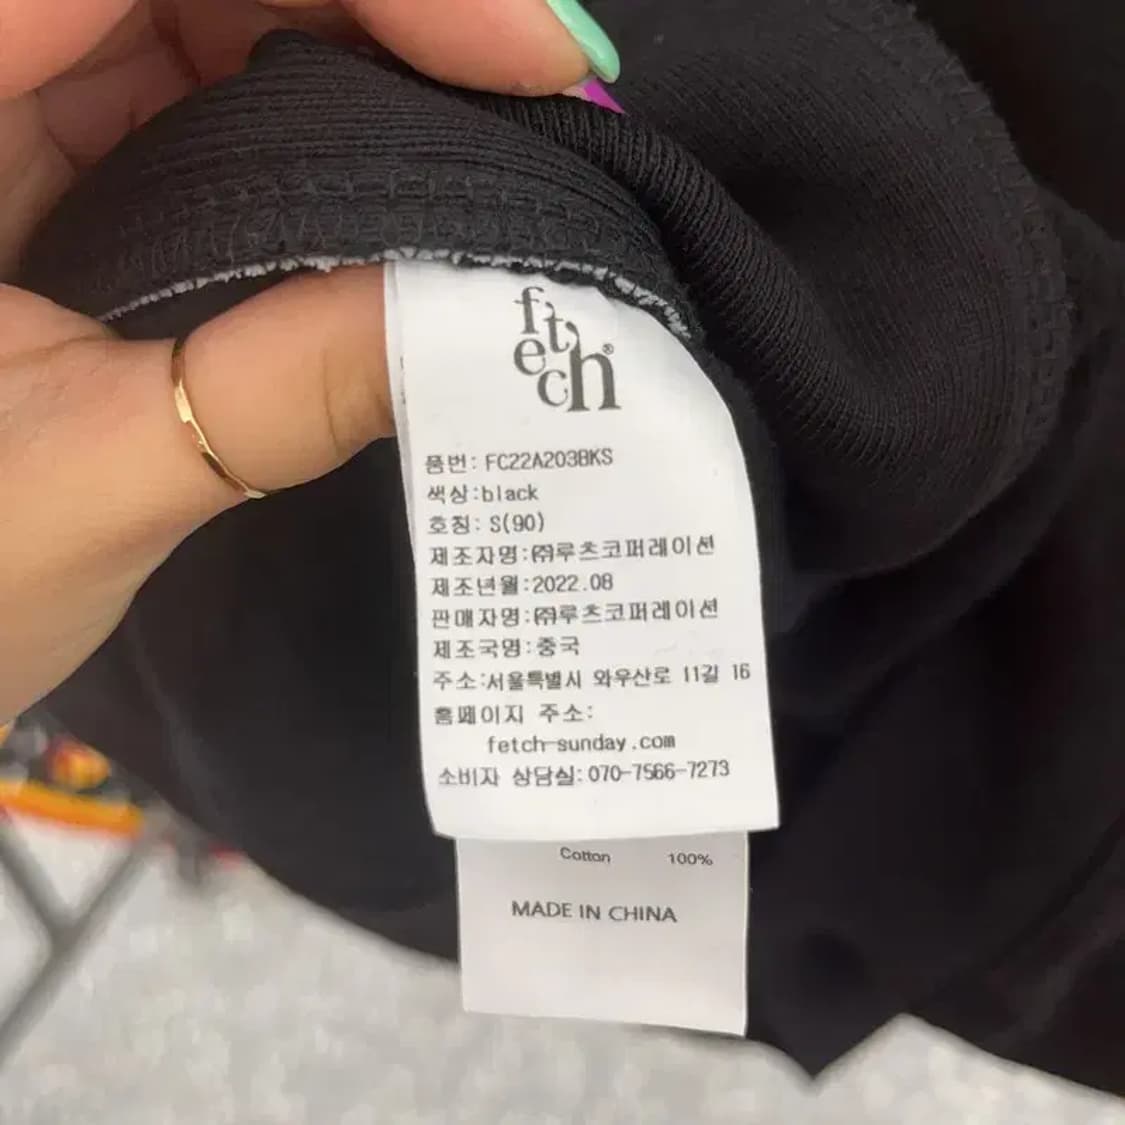 fetch®
품번: FC22A203BKS
색상:black
호칭: S(90)
제조자명:㈜루츠코퍼레이션
제조년월:2022.08
판매자명:㈜루츠코퍼레이션
제조국명:중국
주소:서울특별시 와우산로 11길 16
홈페이지 주소:
fetch-sunday.com
소비자 상담실: 070-7566-7273
Cotton 100%
MADE IN CHINA